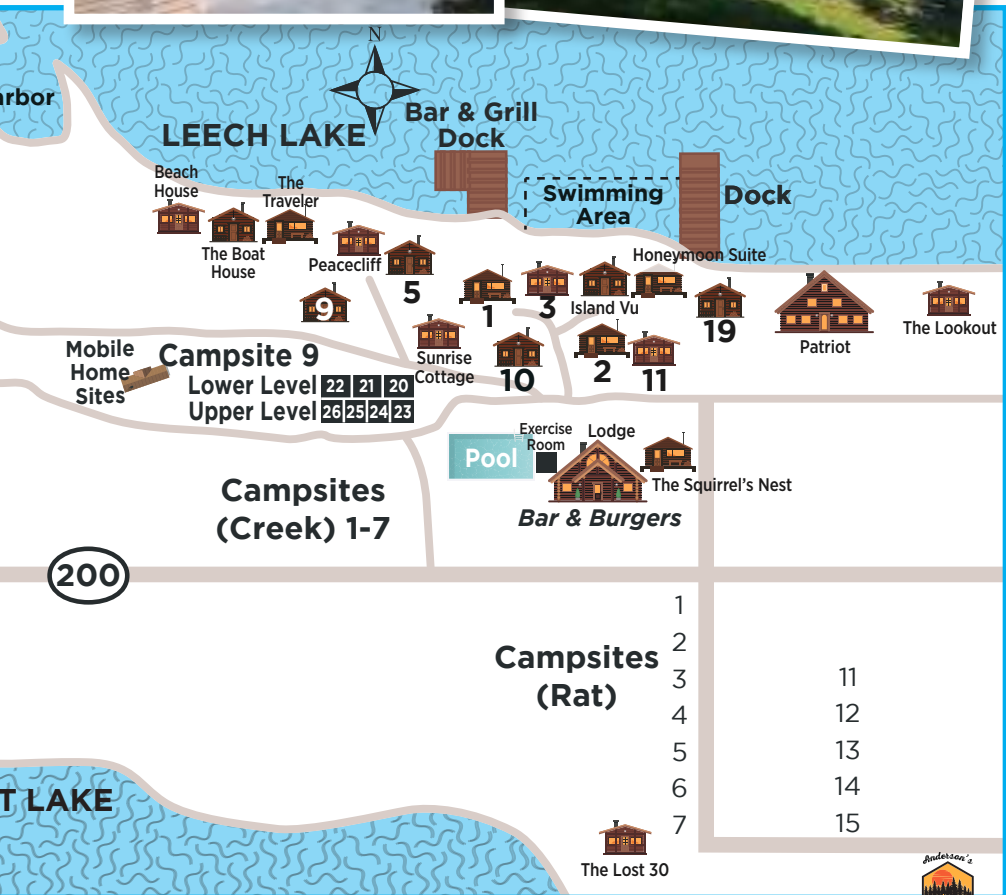 N
arbor
LEECH LAKE
Bar & Grill
Dock
Swimming
Area
Dock
Beach
House
The
Traveler
The Boat
House
Peacecliff
5
9
1
3
Island Vu
Honeymoon Suite
19
Patriot
The Lookout
Sunrise
Cottage
10
2
11
Mobile
Home
Sites
Campsite 9
Lower Level 22 21 20
Upper Level 26 25 24 23
Pool
Exercise
Room
Lodge
The Squirrel's Nest
Bar & Burgers
Campsites
(Creek) 1-7
200
Campsites
(Rat)
1
2
3
4
5
6
7
11
12
13
14
15
T LAKE
The Lost 30
Anderson's